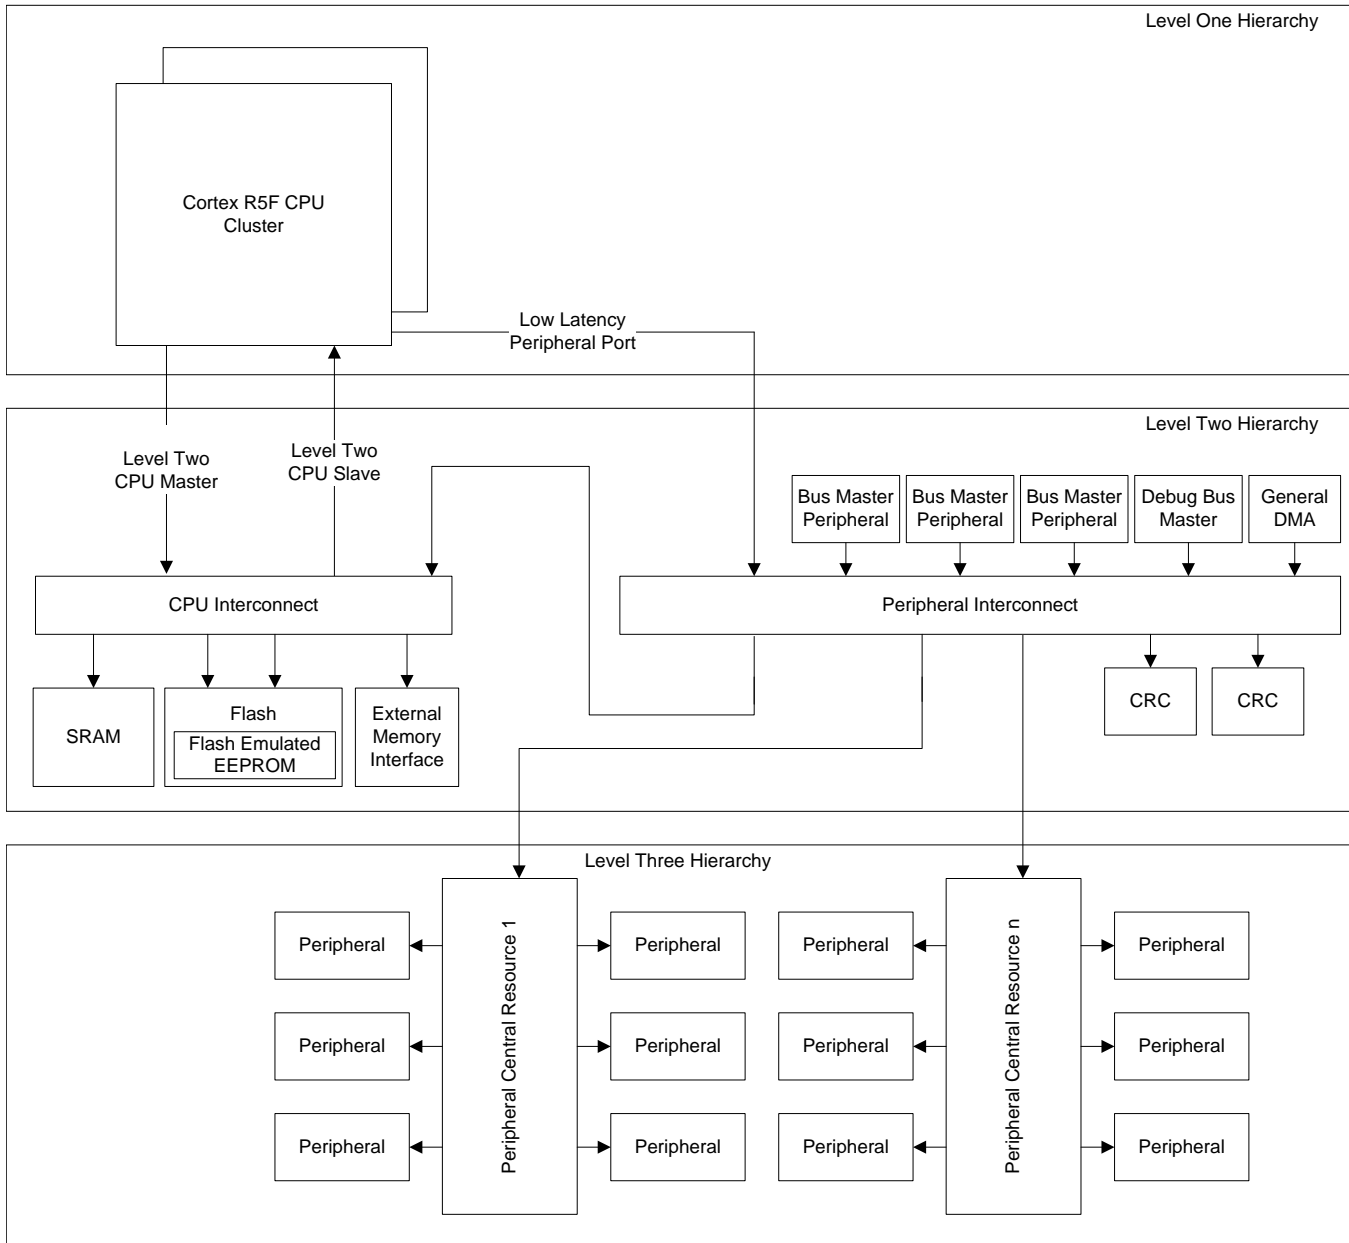 Level One Hierarchy
Cortex R5F CPU
Cluster
Low Latency
Peripheral Port
Level Two Hierarchy
Level Two
CPU Master
Level Two
CPU Slave
Bus Master
Peripheral
Bus Master
Peripheral
Bus Master
Peripheral
Debug Bus
Master
General
DMA
CPU Interconnect
Peripheral Interconnect
SRAM
Flash
Flash Emulated
EEPROM
External
Memory
Interface
CRC
CRC
Level Three Hierarchy
Peripheral
Peripheral
Peripheral
Peripheral Central Resource 1
Peripheral
Peripheral
Peripheral
Peripheral
Peripheral
Peripheral
Peripheral Central Resource n
Peripheral
Peripheral
Peripheral